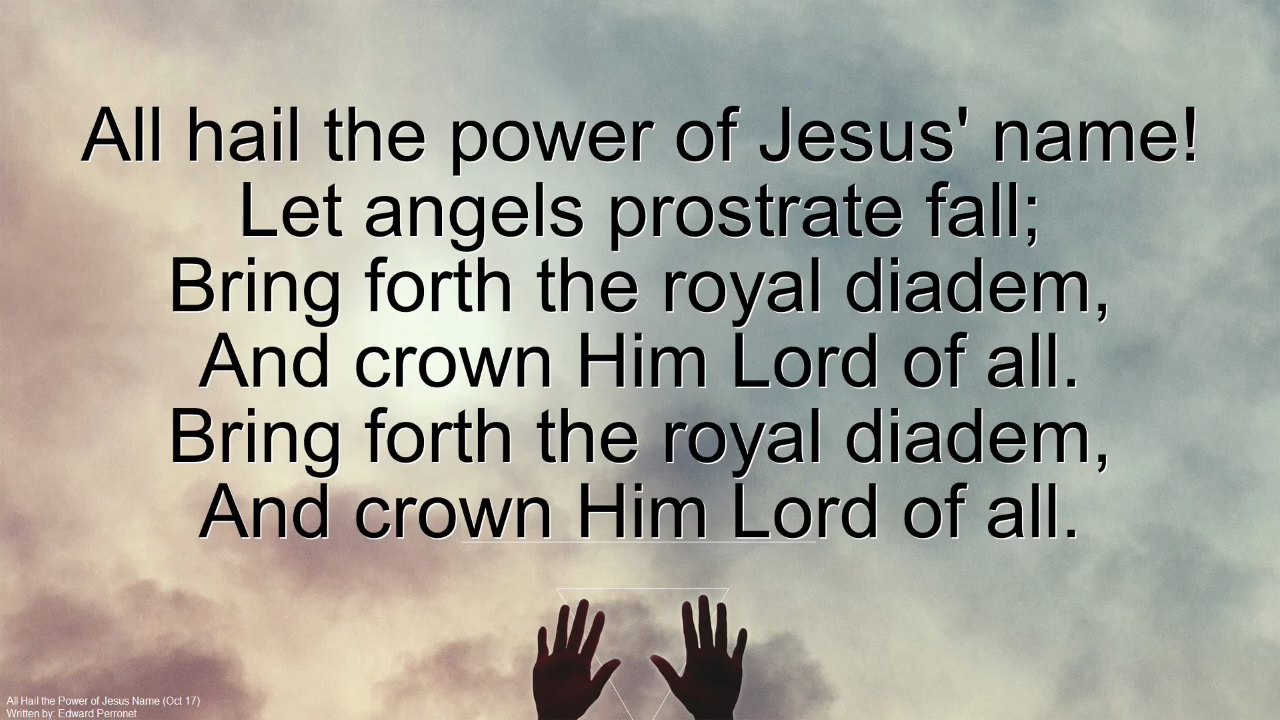 All hail the power of Jesus' name!
Let angels prostrate fall;
Bring forth the royal diadem,
And crown Him Lord of all.
Bring forth the royal diadem,
And crown Him Lord of all.
All Hail the Power of Jesus Name (Oct 17)
Written by: Edward Perronet